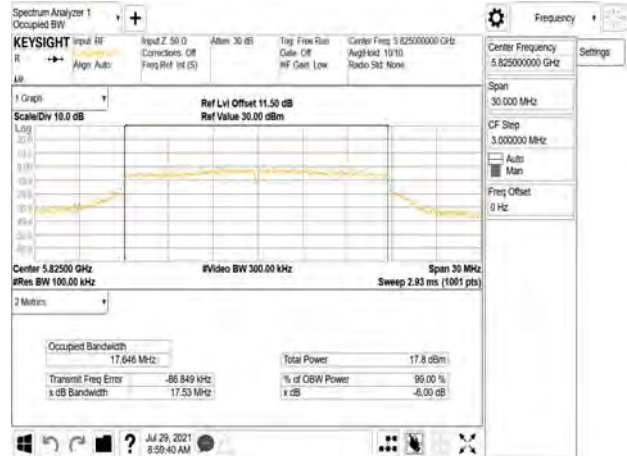 Spectrum Analyzer 1
Occupied BW
Frequency
KEYSIGHT
Input: RF
R
Align: Auto
Input Z: 50 Ω
Corrections: Off
Freq Ref: Int (S)
Atten: 30 dB
Trig: Free Run
Gate: Off
#IF Gain: Low
Center Freq: 5.825000000 GHz
Avg|Hold: 10/10
Radio Std: None
Center Frequency
5.825000000 GHz
Settings
Span
30.000 MHz
CF Step
3.000000 MHz
Auto
Man
Freq Offset
0 Hz
1 Graph
Scale/Div 10.0 dB
Ref Lvl Offset 11.50 dB
Ref Value 30.00 dBm
Log
Center 5.82500 GHz
#Res BW 100.00 kHz
#Video BW 300.00 kHz
Span 30 MHz
Sweep 2.93 ms (1001 pts)
2 Metrics
Occupied Bandwidth
17.646 MHz
Total Power 17.8 dBm
Transmit Freq Error -86.849 kHz
% of OBW Power 99.00 %
x dB Bandwidth 17.53 MHz
x dB -6.00 dB
Jul 29, 2021
8:59:40 AM